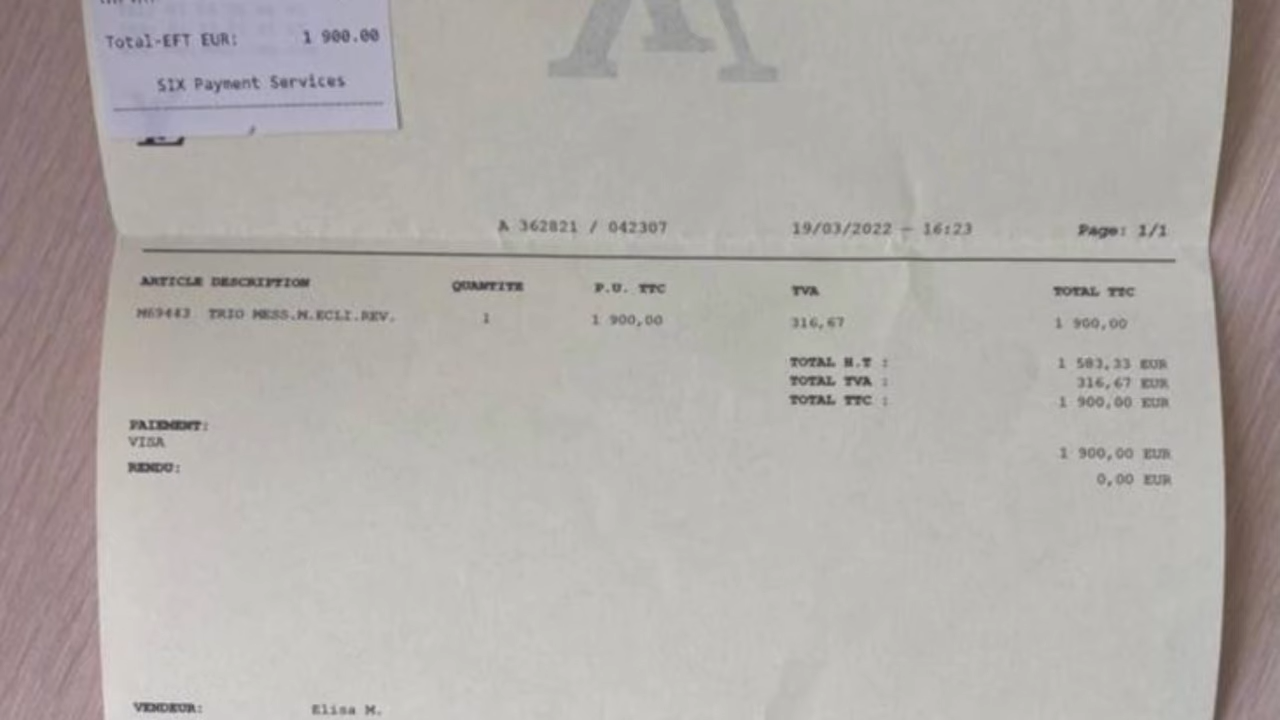 Total-EFT EUR: 1 900.00
SIX Payment Services
A 362821 / 042307 19/03/2022 - 16:23 Page: 1/1
ARTICLE DESCRIPTION QUANTITE P.U. TTC TVA TOTAL TTC
M69443 TRIO MESS.M.ECLI.REV. 1 1 900,00 316,67 1 900,00
TOTAL H.T : 1 583,33 EUR
TOTAL TVA : 316,67 EUR
TOTAL TTC : 1 900,00 EUR
PAIEMENT:
VISA 1 900,00 EUR
RENDU: 0,00 EUR
VENDEUR: Elisa M.